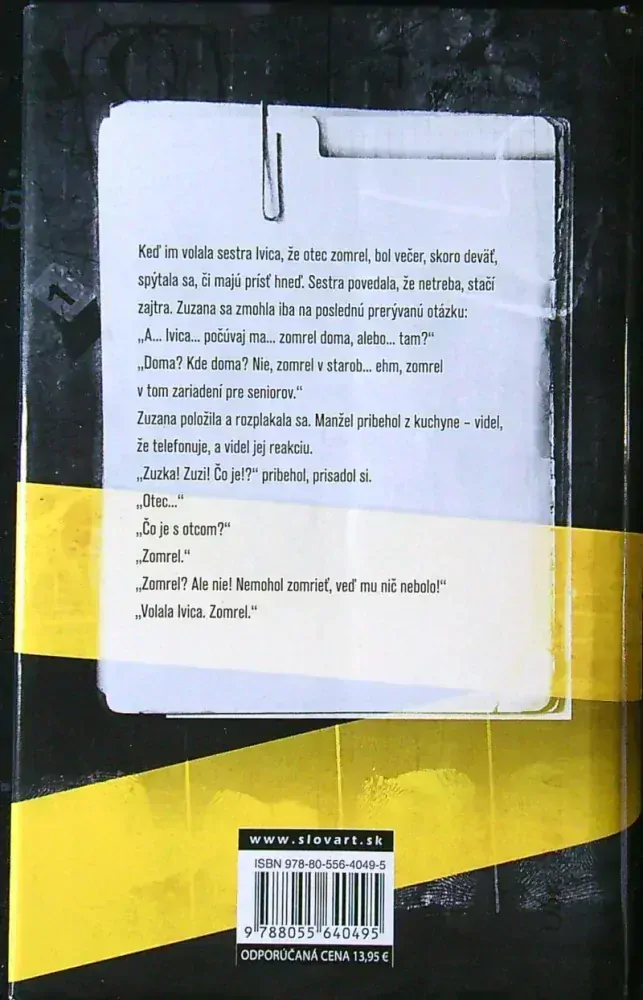 Keď im volala sestra Ivica, že otec zomrel, bol večer, skoro deväť,
spýtala sa, či majú prísť hneď. Sestra povedala, že netreba, stačí
zajtra. Zuzana sa zmohla iba na poslednú prerývanú otázku:
„A... Ivica... počúvaj ma... zomrel doma, alebo... tam?“
„Doma? Kde doma? Nie, zomrel v starob... ehm, zomrel
v tom zariadení pre seniorov.“
Zuzana položila a rozplakala sa. Manžel pribehol z kuchyne – videl,
že telefonuje, a videl jej reakciu.
„Zuzka! Zuzi! Čo je!?“ pribehol, prisadol si.
„Otec...“
„Čo je s otcom?“
„Zomrel.“
„Zomrel? Ale nie! Nemohol zomrieť, veď mu nič nebolo!“
„Volala Ivica. Zomrel.“
1
5
www.slovart.sk
ISBN 978-80-556-4049-5
9 788055 640495
ODPORÚČANÁ CENA 13,95 €